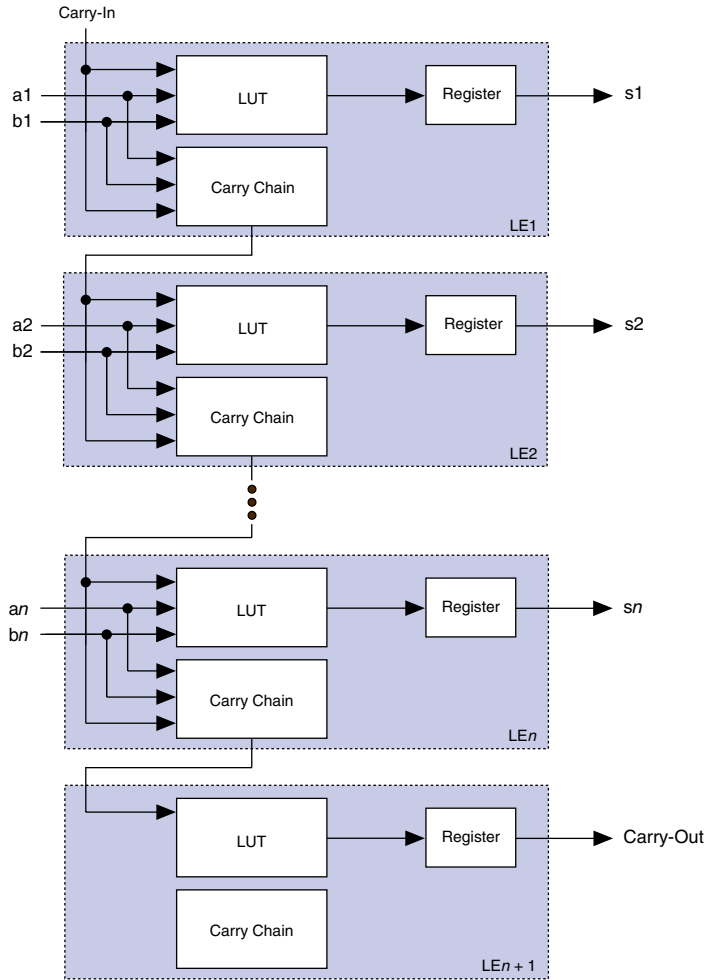 Carry-In
a1
b1
LUT
Register
s1
Carry Chain
LE1
a2
b2
LUT
Register
s2
Carry Chain
LE2
an
bn
LUT
Register
sn
Carry Chain
LEn
LUT
Register
Carry-Out
Carry Chain
LEn + 1